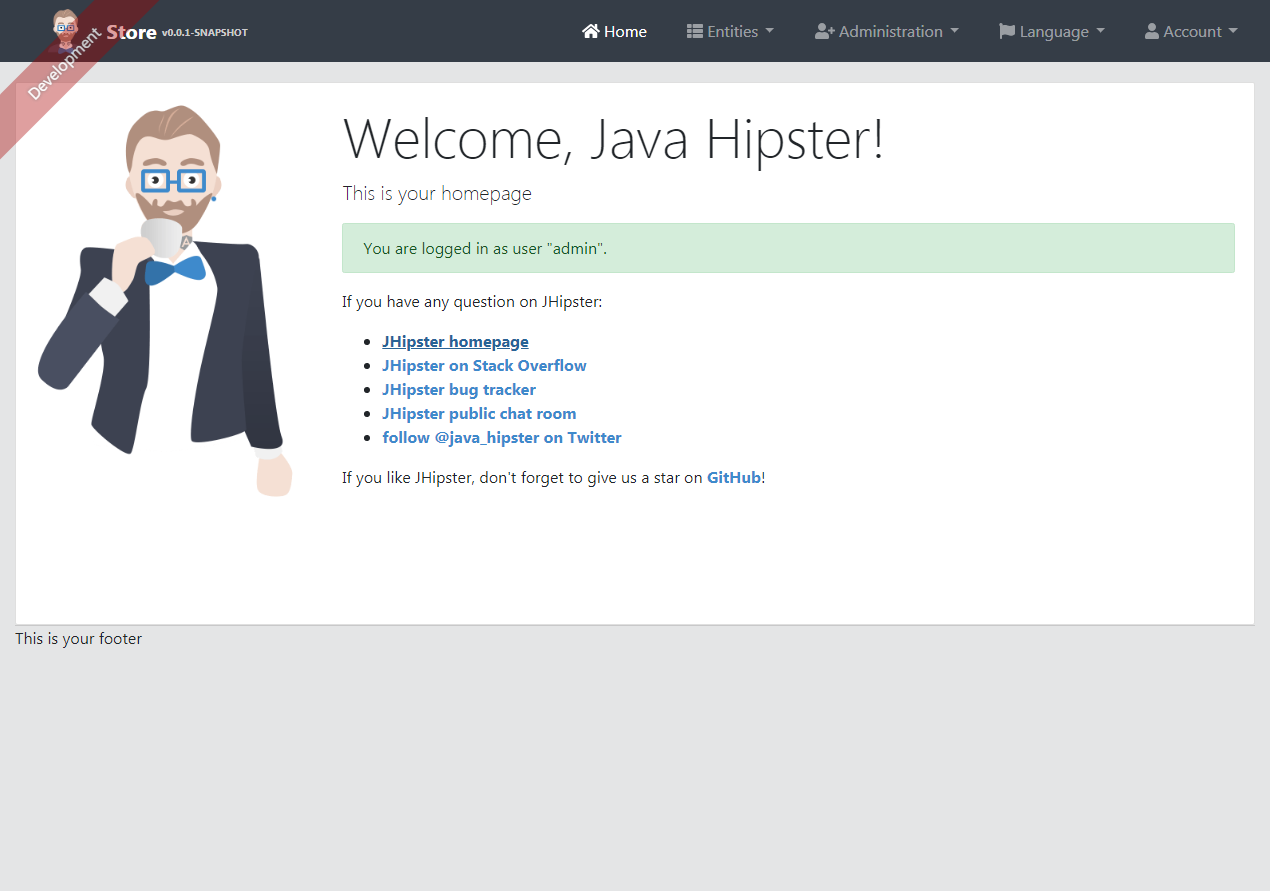 Development
Store v0.0.1-SNAPSHOT
Home Entities Administration Language Account
Welcome, Java Hipster!
This is your homepage
You are logged in as user "admin".
If you have any question on JHipster:
JHipster homepage
JHipster on Stack Overflow
JHipster bug tracker
JHipster public chat room
follow @java_hipster on Twitter
If you like JHipster, don't forget to give us a star on GitHub!
A
This is your footer